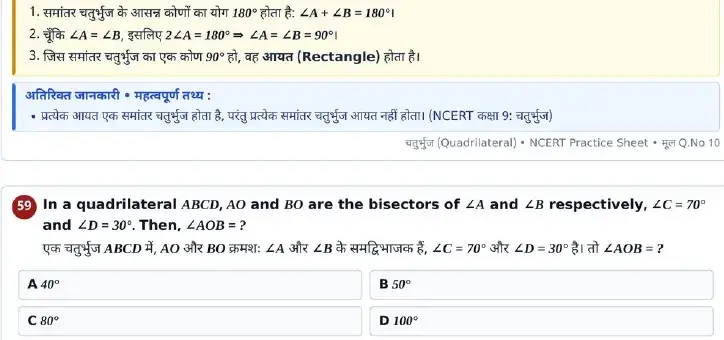 1. समांतर चतुर्भुज के आसन्न कोणों का योग 180° होता है: ∠A + ∠B = 180°।
2. चूँकि ∠A = ∠B, इसलिए 2∠A = 180° ⇒ ∠A = ∠B = 90°।
3. जिस समांतर चतुर्भुज का एक कोण 90° हो, वह आयत (Rectangle) होता है।
अतिरिक्त जानकारी • महत्वपूर्ण तथ्य :
• प्रत्येक आयत एक समांतर चतुर्भुज होता है, परंतु प्रत्येक समांतर चतुर्भुज आयत नहीं होता। (NCERT कक्षा 9: चतुर्भुज)
चतुर्भुज (Quadrilateral) • NCERT Practice Sheet • मूल Q.No 10
59 In a quadrilateral ABCD, AO and BO are the bisectors of ∠A and ∠B respectively, ∠C = 70°
and ∠D = 30°. Then, ∠AOB = ?
एक चतुर्भुज ABCD में, AO और BO क्रमशः ∠A और ∠B के समद्विभाजक हैं, ∠C = 70° और ∠D = 30° है। तो ∠AOB = ?
A 40°
B 50°
C 80°
D 100°